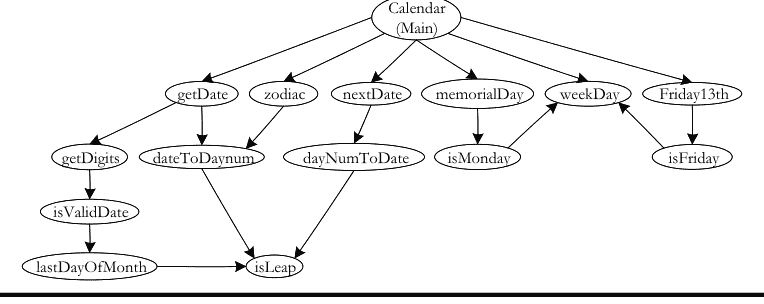 Calendar
(Main)
getDate
zodiac
nextDate
memorialDay
weekDay
Friday13th
getDigits
dateToDaynum
dayNumToDate
isMonday
isFriday
isValidDate
lastDayOfMonth
isLeap